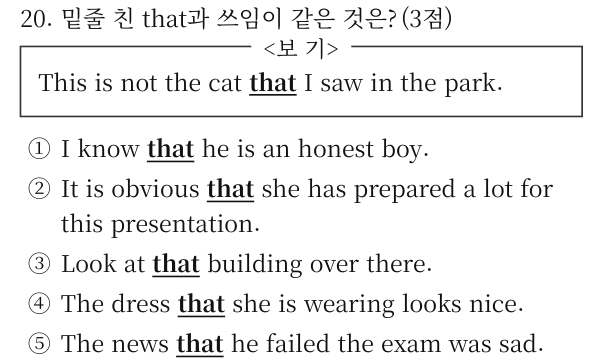 20. 밑줄 친 that과 쓰임이 같은 것은?(3점)
<보 기>
This is not the cat that I saw in the park.
① I know that he is an honest boy.
② It is obvious that she has prepared a lot for
this presentation.
③ Look at that building over there.
④ The dress that she is wearing looks nice.
⑤ The news that he failed the exam was sad.